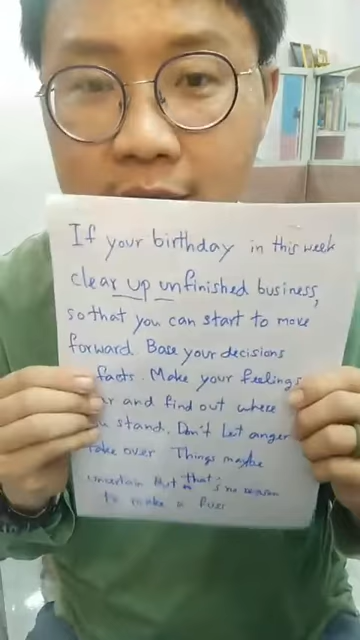 If your birthday in this week
clear up unfinished business,
so that you can start to move
forward. Base your decisions
facts. Make your feelings
and find out where
stand. Don't Let anger
take over Things maybe
uncertain But that's no reason
to make a fuss